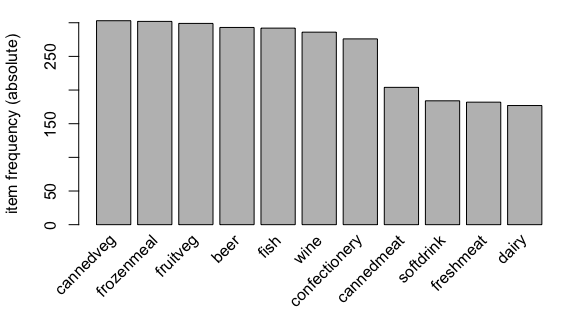 item frequency (absolute)
250
150
50
0
cannedveg
frozenmeal
fruitveg
beer
fish
wine
confectionery
cannedmeat
softdrink
freshmeat
dairy